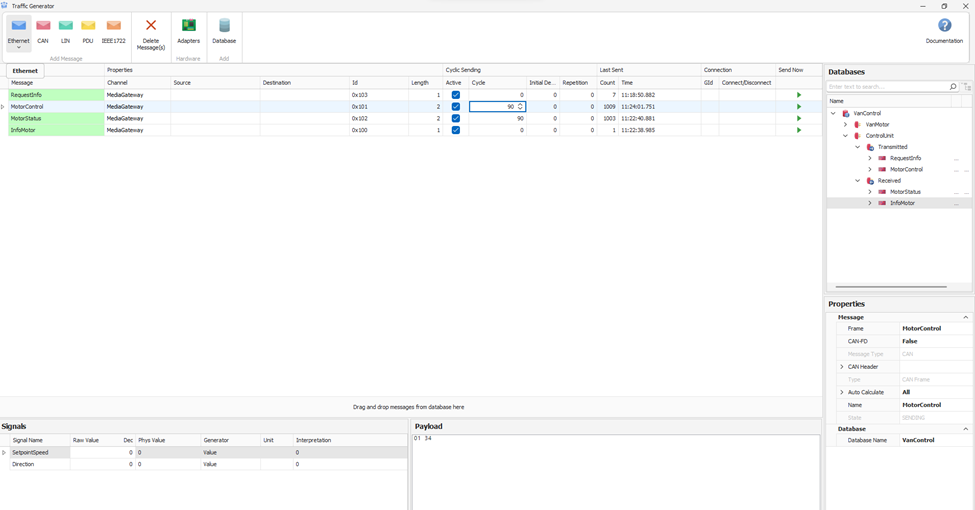 Traffic Generator
Ethernet CAN LIN PDU IEEE1722 Delete Message(s) Adapters Database Documentation
Add Message Hardware Add
Ethernet Properties Cyclic Sending Last Sent Connection Send Now
Message Channel Source Destination Id Length Active Cycle Initial De... Repetition Count Time GId Connect/Disconnect
RequestInfo MediaGateway 0x103 1 0 0 0 7 11:18:50.882
MotorControl MediaGateway 0x101 2 90 0 0 1009 11:24:01.751
MotorStatus MediaGateway 0x102 2 90 0 0 1003 11:22:40.881
InfoMotor MediaGateway 0x100 1 0 0 0 1 11:22:38.985
Drag and drop messages from database here
Signals
Signal Name Raw Value Dec Phys Value Generator Unit Interpretation
SetpointSpeed 0 0 Value 0
Direction 0 0 Value 0
Payload
01 34
Databases
Enter text to search...
Name
VanControl
VanMotor
ControlUnit
Transmitted
RequestInfo ...
MotorControl ... ...
Received
MotorStatus ... ...
InfoMotor ...
Properties
Message
Frame MotorControl
CAN-FD False
Message Type CAN
CAN Header
Type CAN Frame
Auto Calculate All
Name MotorControl
State SENDING
Database
Database Name VanControl